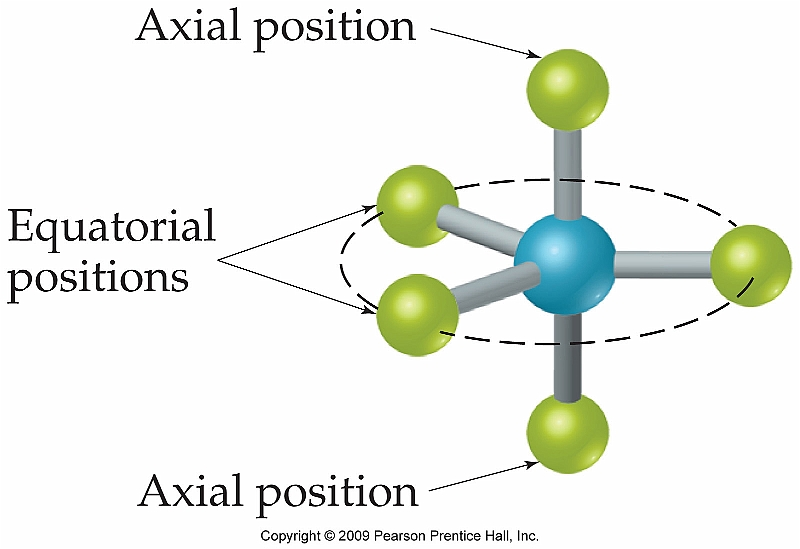 Axial position
Equatorial
positions
Axial position
Copyright © 2009 Pearson Prentice Hall, Inc.